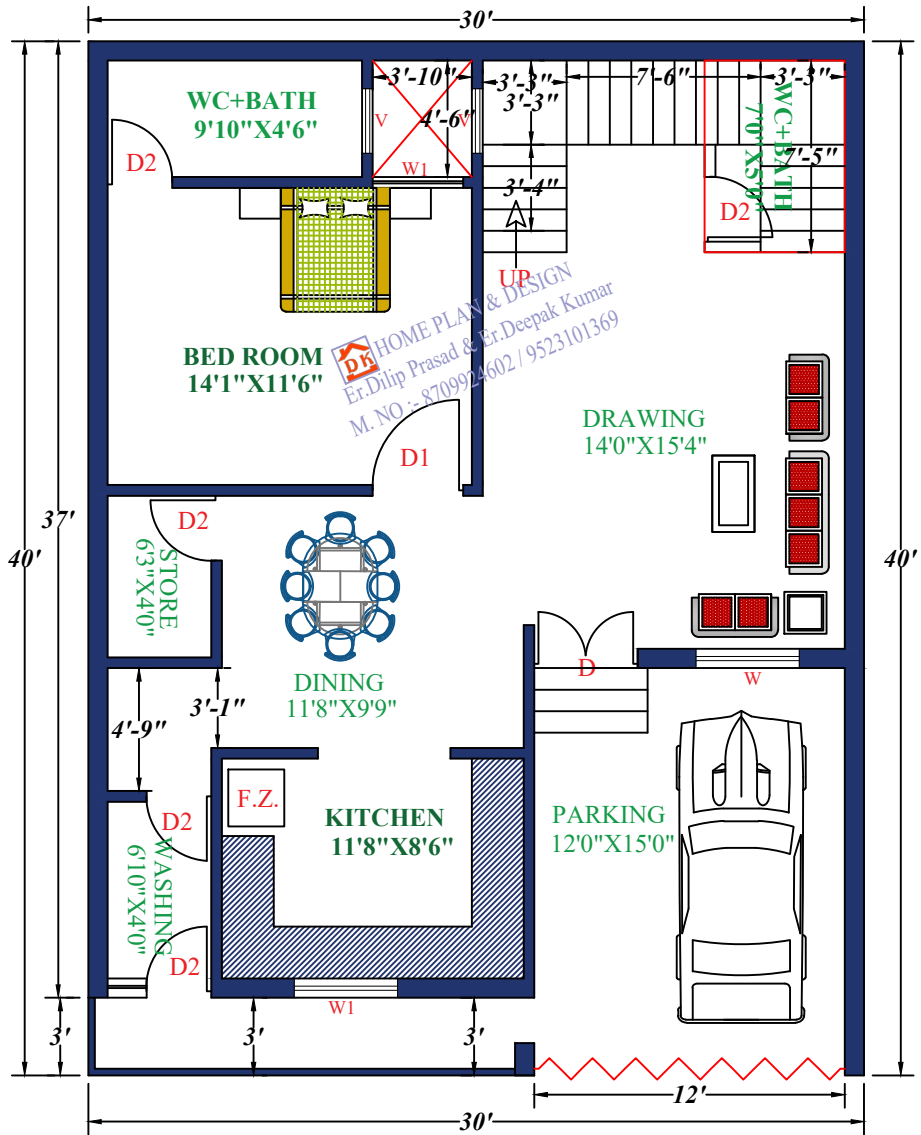 30'
3'-10"
3'-3"
7'-6"
3'-3"
WC+BATH
9'10"X4'6"
3'-3"
4'-6"
V
V
WC+BATH
7'0"X5'0"
7'-5"
D2
W1
3'-4"
D2
UP
HOME PLAN & DESIGN
Er.Dilip Prasad & Er.Deepak Kumar
M. NO :- 8709924602 / 9523101369
DK
BED ROOM
14'1"X11'6"
DRAWING
14'0"X15'4"
D1
37'
40'
40'
D2
STORE
6'3"X4'0"
D
W
DINING
11'8"X9'9"
3'-1"
4'-9"
F.Z.
KITCHEN
11'8"X8'6"
PARKING
12'0"X15'0"
D2
WASHING
6'10"X4'0"
D2
W1
3'
3'
3'
12'
30'